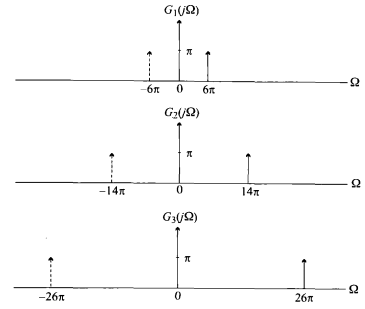 G₁(jΩ)
π
−6π 0 6π Ω
G₂(jΩ)
π
−14π 0 14π Ω
G₃(jΩ)
π
−26π 0 26π Ω